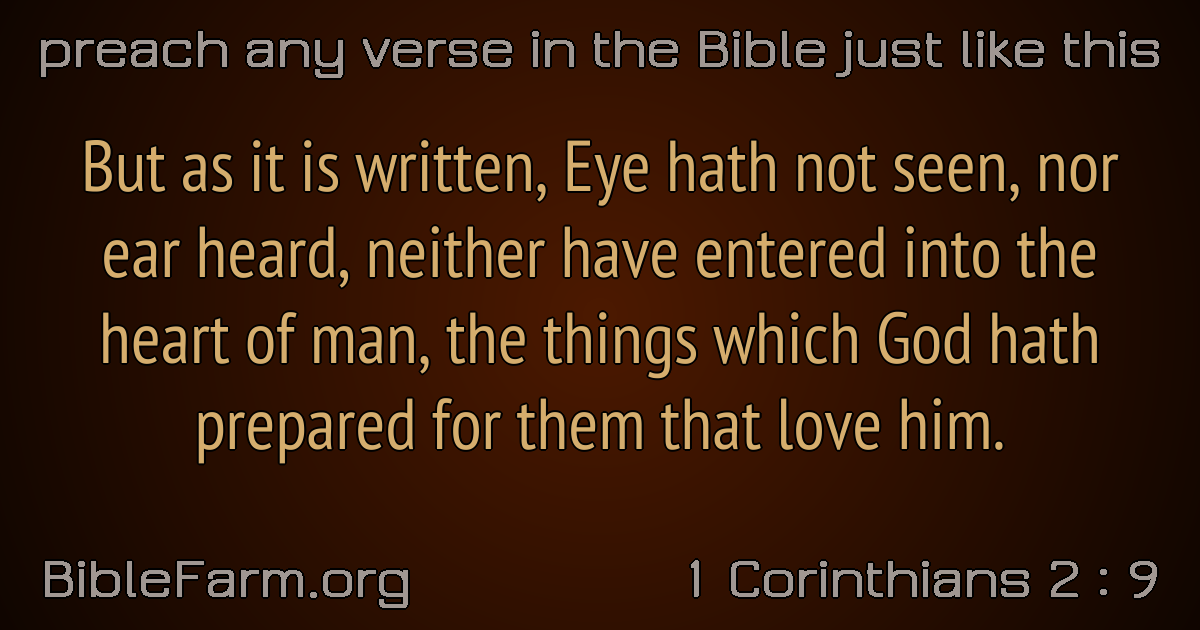 preach any verse in the Bible just like this
But as it is written, Eye hath not seen, nor
ear heard, neither have entered into the
heart of man, the things which God hath
prepared for them that love him.
BibleFarm.org
1 Corinthians 2 : 9